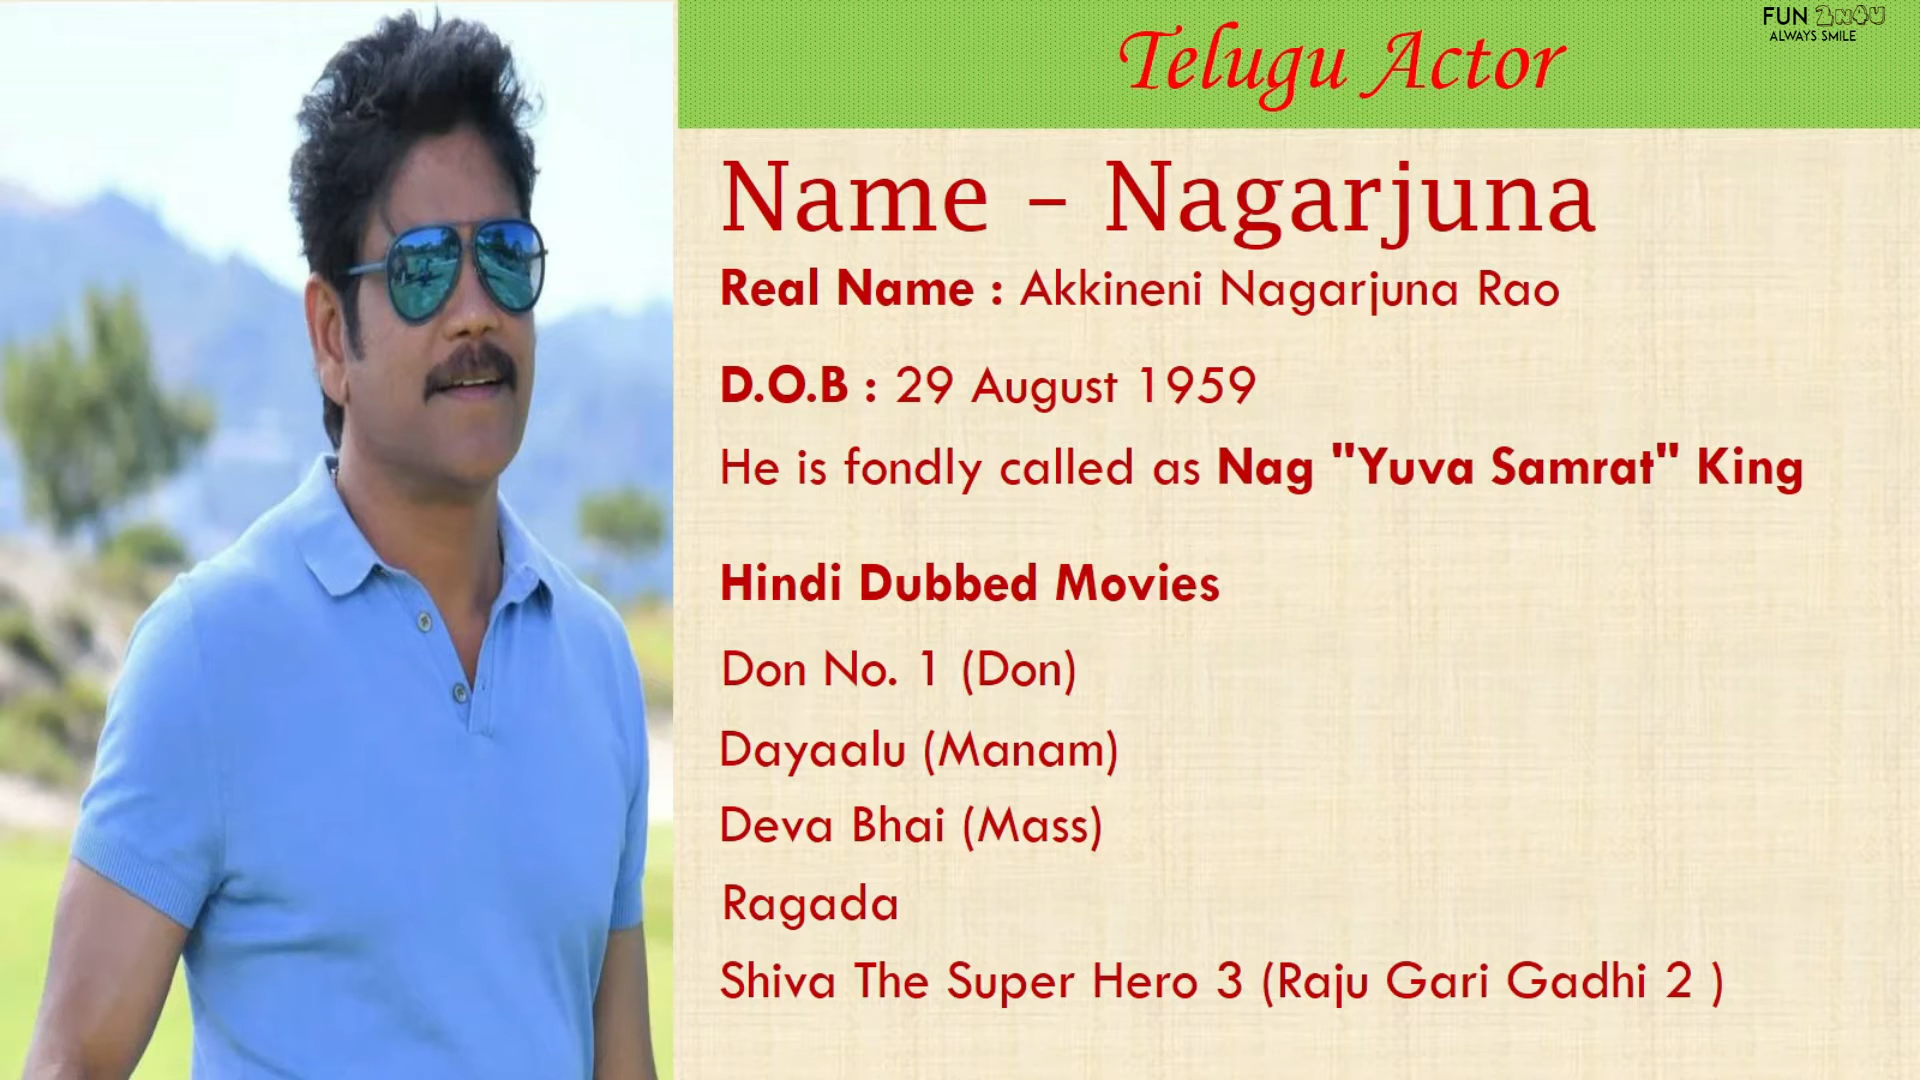 FUN 2N4U
ALWAYS SMILE
Telugu Actor
Name – Nagarjuna
Real Name : Akkineni Nagarjuna Rao
D.O.B : 29 August 1959
He is fondly called as Nag "Yuva Samrat" King
Hindi Dubbed Movies
Don No. 1 (Don)
Dayaalu (Manam)
Deva Bhai (Mass)
Ragada
Shiva The Super Hero 3 (Raju Gari Gadhi 2 )